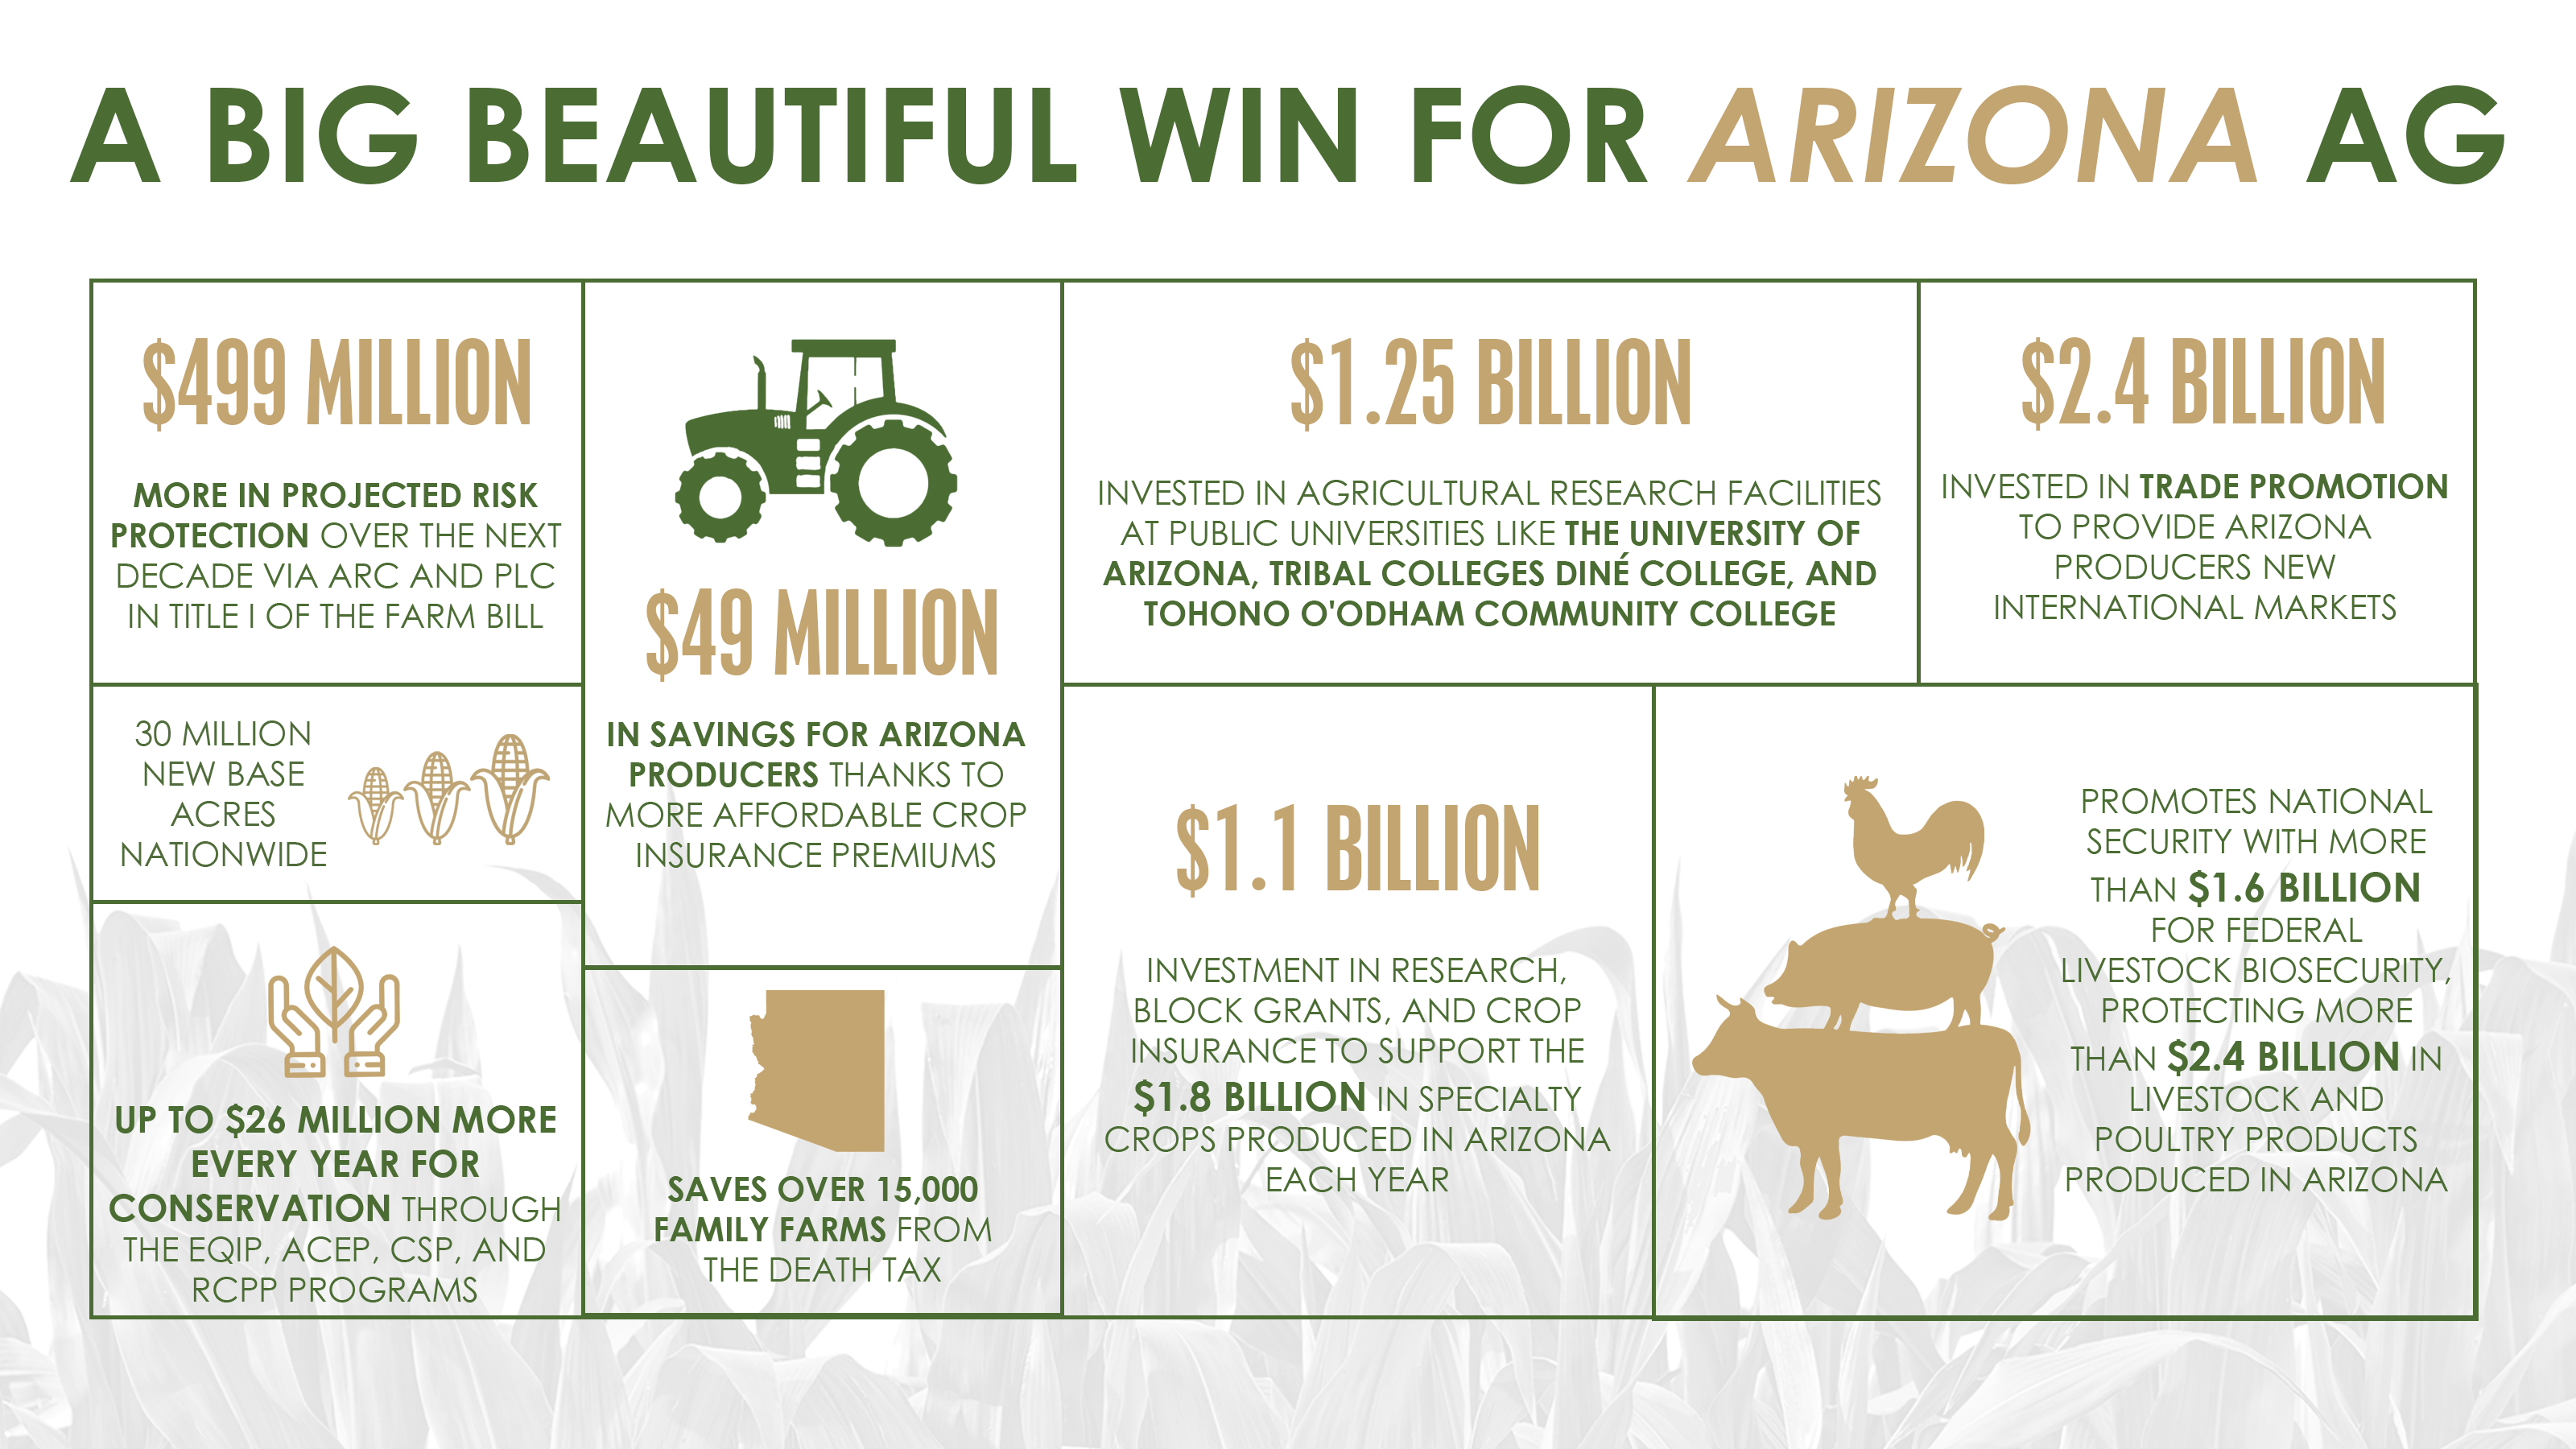 A BIG BEAUTIFUL WIN FOR ARIZONA AG
$499 MILLION
MORE IN PROJECTED RISK
PROTECTION OVER THE NEXT
DECADE VIA ARC AND PLC
IN TITLE I OF THE FARM BILL
30 MILLION
NEW BASE
ACRES
NATIONWIDE
UP TO $26 MILLION MORE
EVERY YEAR FOR
CONSERVATION THROUGH
THE EQIP, ACEP, CSP, AND
RCPP PROGRAMS
$49 MILLION
IN SAVINGS FOR ARIZONA
PRODUCERS THANKS TO
MORE AFFORDABLE CROP
INSURANCE PREMIUMS
SAVES OVER 15,000
FAMILY FARMS FROM
THE DEATH TAX
$1.25 BILLION
INVESTED IN AGRICULTURAL RESEARCH FACILITIES
AT PUBLIC UNIVERSITIES LIKE THE UNIVERSITY OF
ARIZONA, TRIBAL COLLEGES DINÉ COLLEGE, AND
TOHONO O'ODHAM COMMUNITY COLLEGE
$2.4 BILLION
INVESTED IN TRADE PROMOTION
TO PROVIDE ARIZONA
PRODUCERS NEW
INTERNATIONAL MARKETS
$1.1 BILLION
INVESTMENT IN RESEARCH,
BLOCK GRANTS, AND CROP
INSURANCE TO SUPPORT THE
$1.8 BILLION IN SPECIALTY
CROPS PRODUCED IN ARIZONA
EACH YEAR
PROMOTES NATIONAL
SECURITY WITH MORE
THAN $1.6 BILLION
FOR FEDERAL
LIVESTOCK BIOSECURITY,
PROTECTING MORE
THAN $2.4 BILLION IN
LIVESTOCK AND
POULTRY PRODUCTS
PRODUCED IN ARIZONA